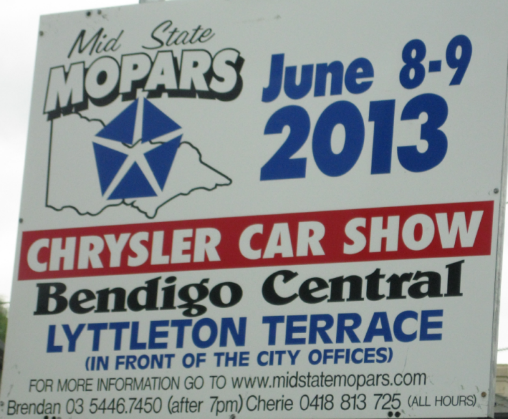 Mid State
MOPARS
June 8-9
2013
CHRYSLER CAR SHOW
Bendigo Central
LYTTLETON TERRACE
(IN FRONT OF THE CITY OFFICES)
FOR MORE INFORMATION GO TO www.midstatemopars.com
Brendan 03 5446.7450 (after 7pm) Cherie 0418 813 725 (ALL HOURS)